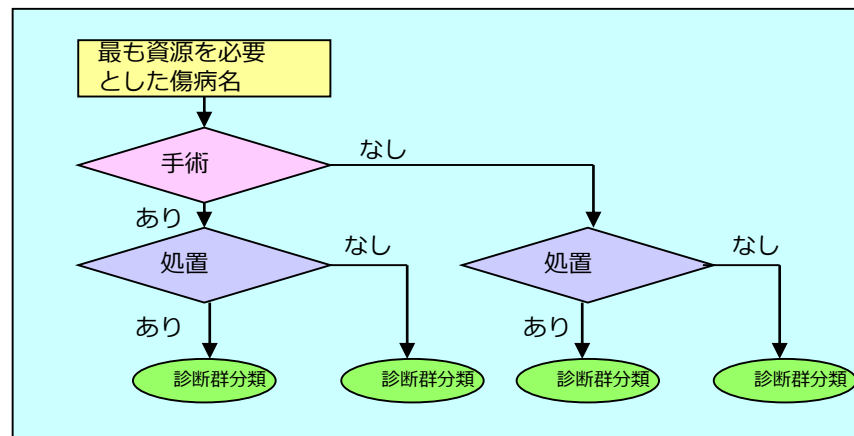 最も資源を必要
とした傷病名
手術
なし
あり
処置
なし
処置
なし
あり
あり
診断群分類
診断群分類
診断群分類
診断群分類